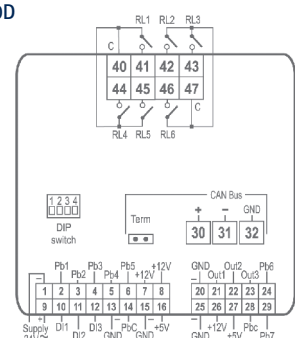 OD
RL1 RL2 RL3
C
40 41 42 43
44 45 46 47
C
RL4 RL5 RL6
1 2 3 4
DIP
switch
Term
CAN Bus
+ − GND
30 31 32
Pb1 Pb3 Pb5 +12V
Pb2 Pb4 +12V
1 2 3 4 5 6 7 8
9 10 11 12 13 14 15 16
DI1 DI3 PbC
Supply DI2 GND GND +5V
GND Out2 Pb6
Out1 Out3
20 21 22 23 24
25 26 27 28 29
+12V Pbc
GND +5V Pb7